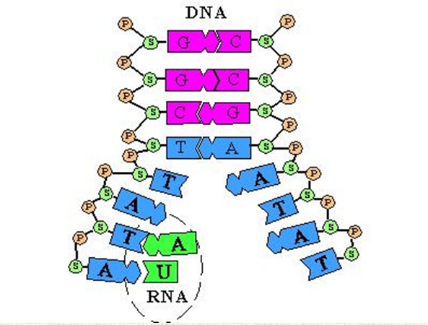 DNA
P P
S G C S
P P
S G C S
P P
S C G S
P P
S T A S
P P
P S T A S P
S A T S
P P
S T A A S P
S A U T S
RNA